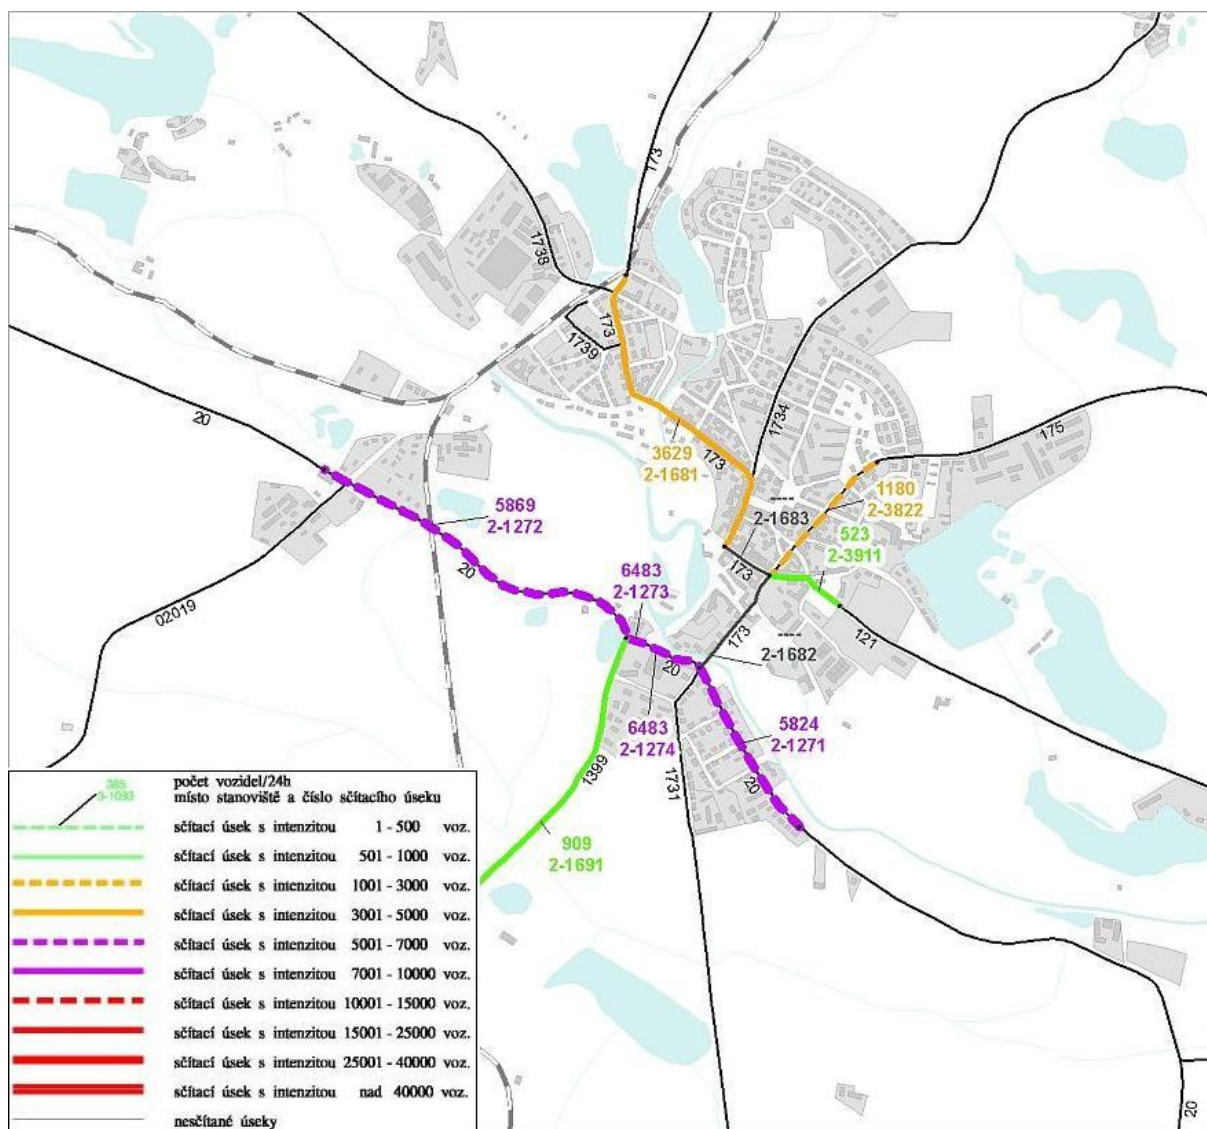 173
1738
173
1739
20
1734
175
3629
2-1681
173
1180
2-3822
2-1683
523
2-3911
5869
2-1272
173
20
6483
2-1273
02019
173
121
2-1682
20
6483
2-1274
5824
2-1271
1399
1731
20
909
2-1691
20
385
3-1093
počet vozidel/24h
místo stanoviště a číslo sčítacího úseku
sčítací úsek s intenzitou 1 - 500 voz.
sčítací úsek s intenzitou 501 - 1000 voz.
sčítací úsek s intenzitou 1001 - 3000 voz.
sčítací úsek s intenzitou 3001 - 5000 voz.
sčítací úsek s intenzitou 5001 - 7000 voz.
sčítací úsek s intenzitou 7001 - 10000 voz.
sčítací úsek s intenzitou 10001 - 15000 voz.
sčítací úsek s intenzitou 15001 - 25000 voz.
sčítací úsek s intenzitou 25001 - 40000 voz.
sčítací úsek s intenzitou nad 40000 voz.
nesčítané úseky